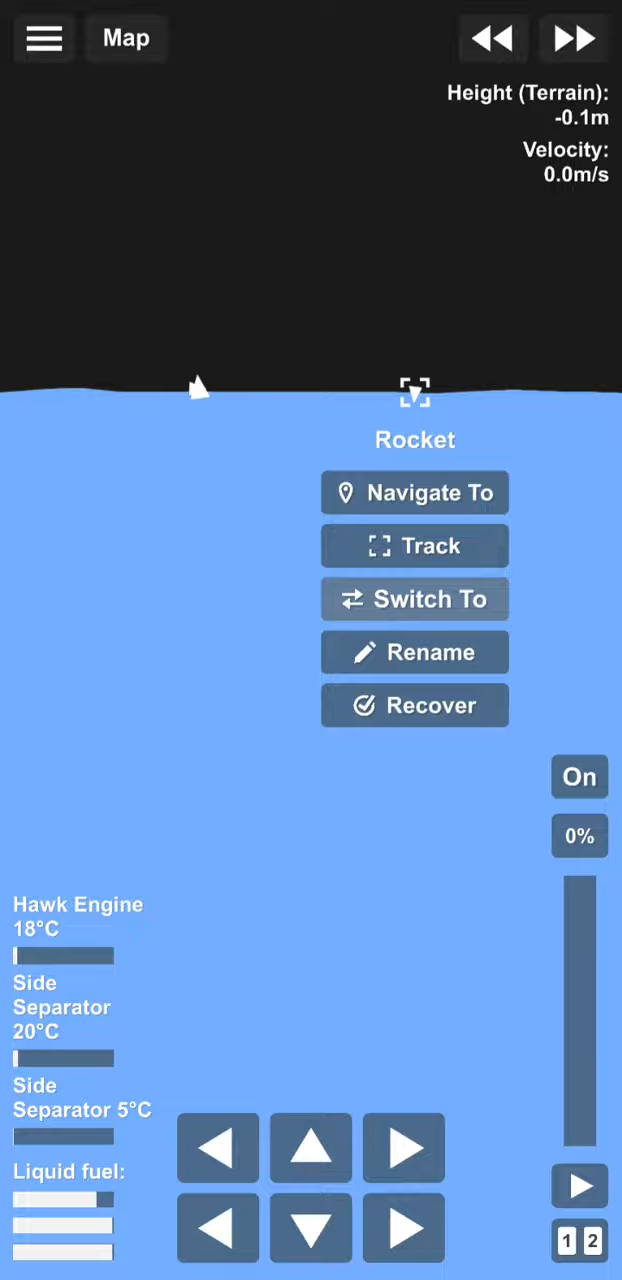 Map
Height (Terrain):
-0.1m
Velocity:
0.0m/s
Rocket
Navigate To
Track
Switch To
Rename
Recover
On
0%
Hawk Engine
18°C
Side
Separator
20°C
Side
Separator 5°C
Liquid fuel:
1 2